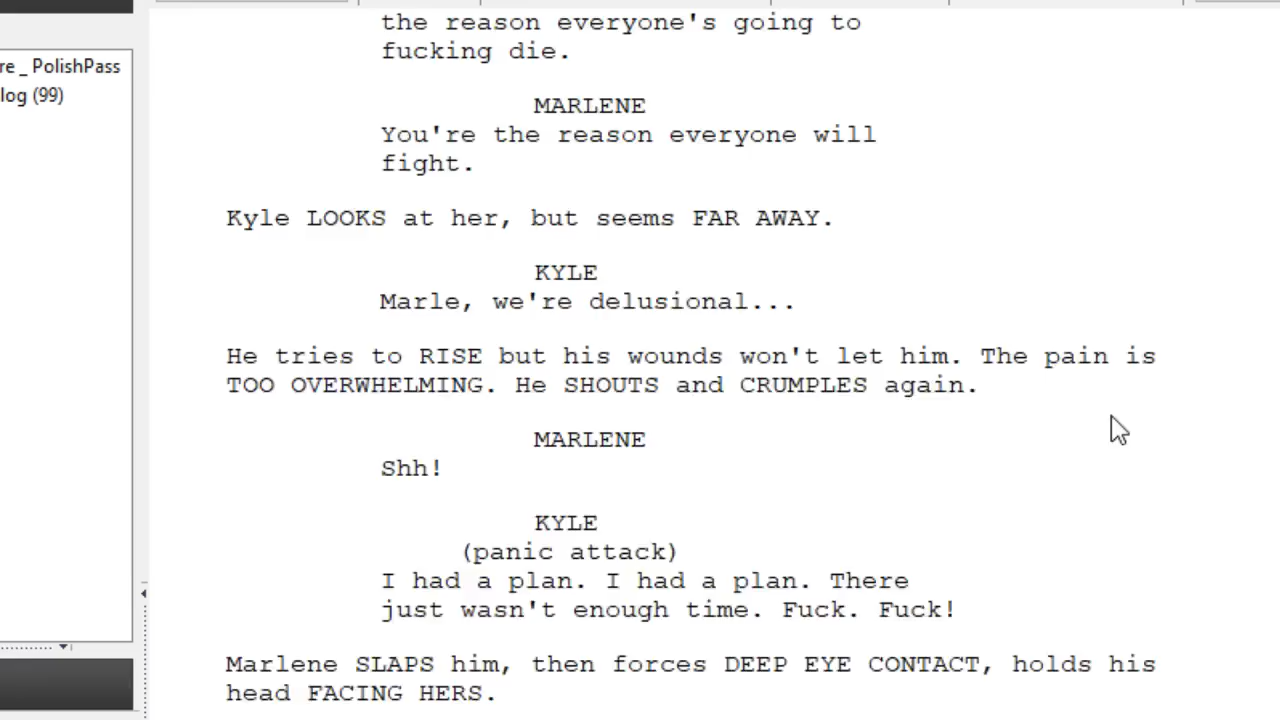 re _ PolishPass
log (99)
the reason everyone's going to
fucking die.
MARLENE
You're the reason everyone will
fight.
Kyle LOOKS at her, but seems FAR AWAY.
KYLE
Marle, we're delusional...
He tries to RISE but his wounds won't let him. The pain is
TOO OVERWHELMING. He SHOUTS and CRUMPLES again.
MARLENE
Shh!
KYLE
(panic attack)
I had a plan. I had a plan. There
just wasn't enough time. Fuck. Fuck!
Marlene SLAPS him, then forces DEEP EYE CONTACT, holds his
head FACING HERS.